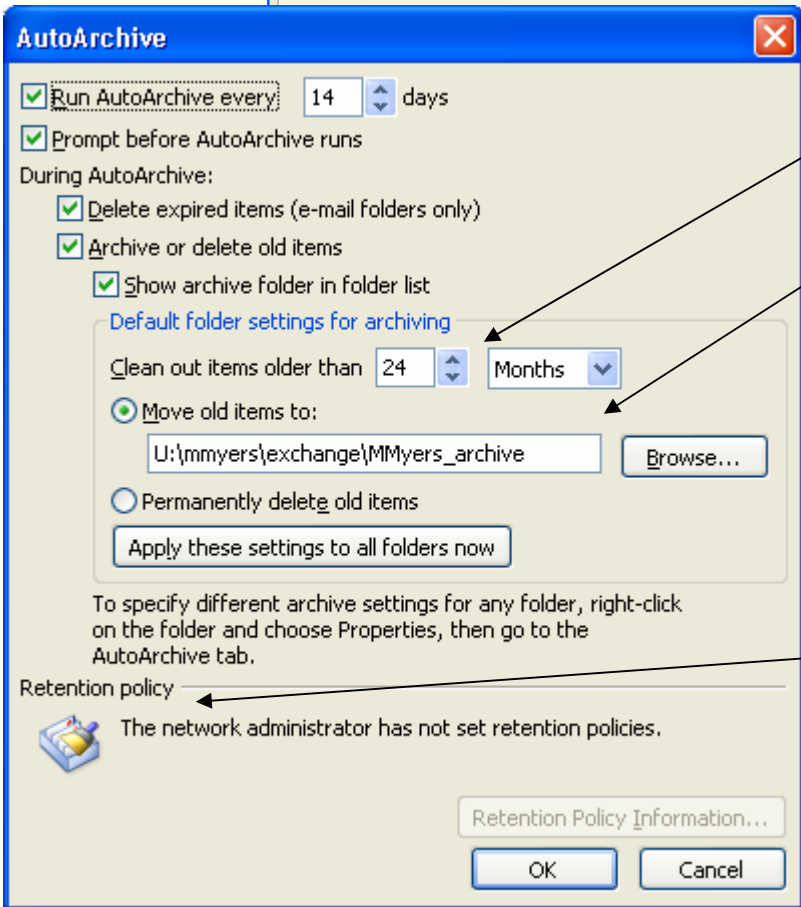 AutoArchive
Run AutoArchive every 14 days
Prompt before AutoArchive runs
During AutoArchive:
Delete expired items (e-mail folders only)
Archive or delete old items
Show archive folder in folder list
Default folder settings for archiving
Clean out items older than 24 Months
Move old items to:
U:\mmyers\exchange\MMyers_archive Browse...
Permanently delete old items
Apply these settings to all folders now
To specify different archive settings for any folder, right-click
on the folder and choose Properties, then go to the
AutoArchive tab.
Retention policy
The network administrator has not set retention policies.
Retention Policy Information...
OK Cancel